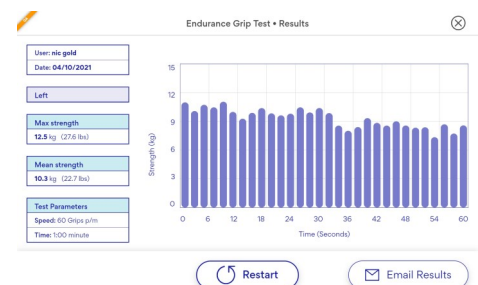 Endurance Grip Test • Results
User: nic gold
Date: 04/10/2021
Left
Max strength
12.5 kg (27.6 lbs)
Mean strength
10.3 kg (22.7 lbs)
Test Parameters
Speed: 60 Grips p/m
Time: 1:00 minute
Strength (kg)
15
12
9
6
3
0
0 6 12 18 24 30 36 42 48 54 60
Time (Seconds)
Restart
Email Results